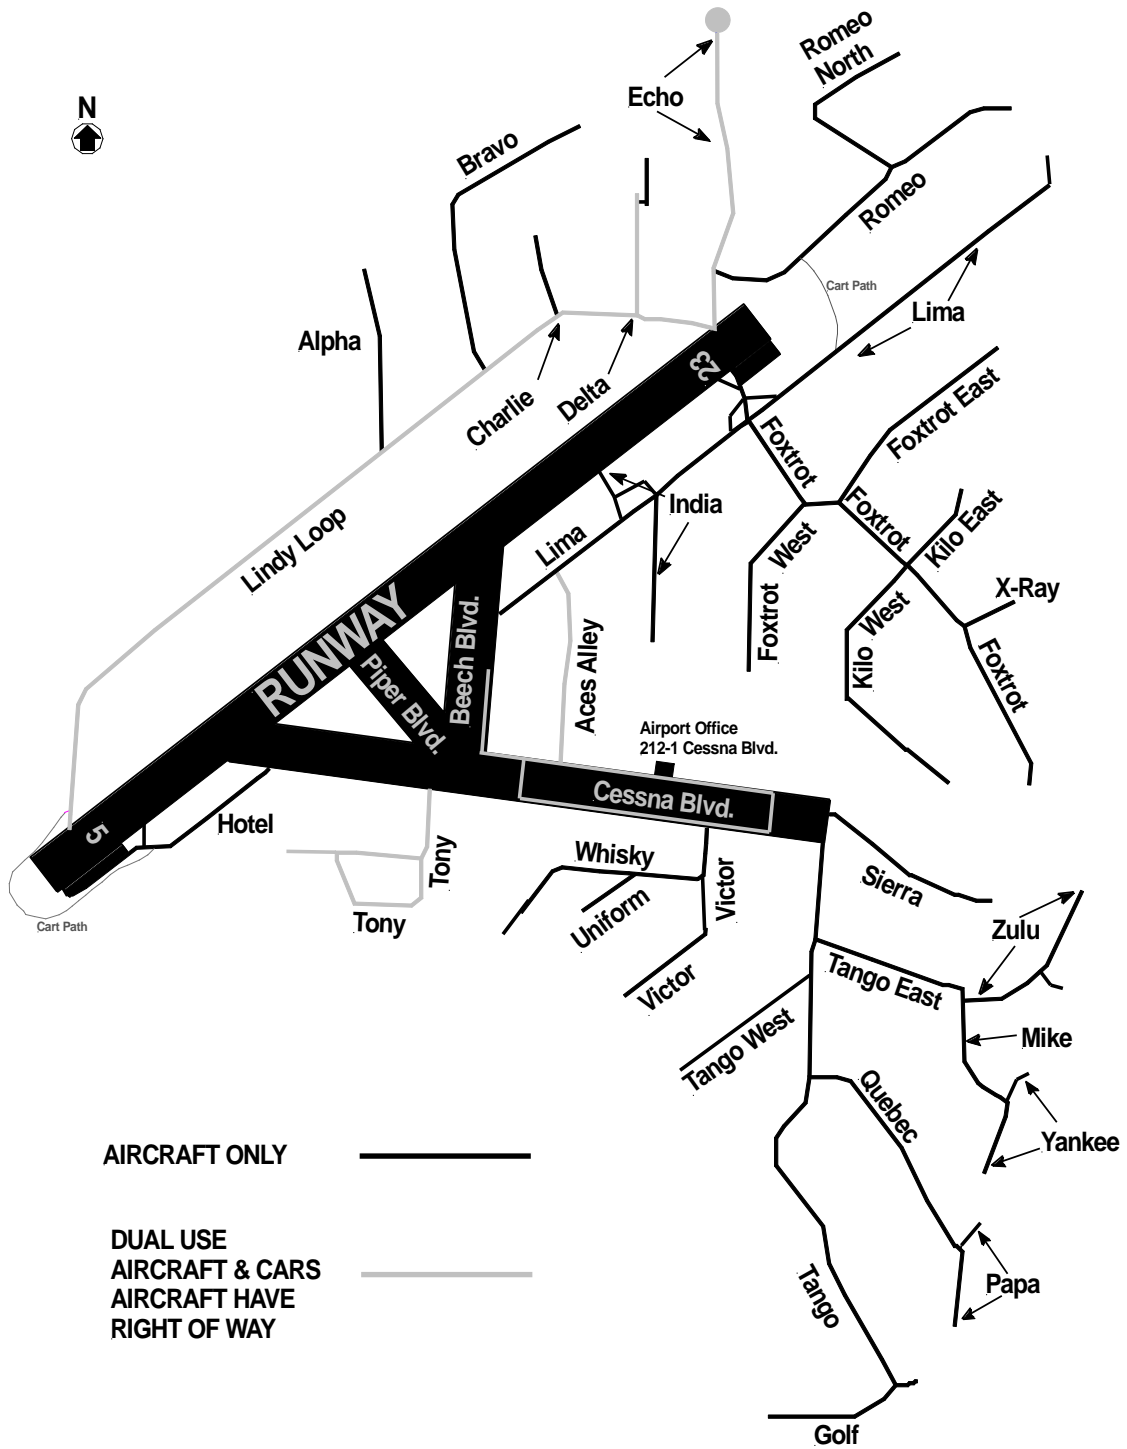 Romeo
North
Echo
N
Bravo
Romeo
Cart Path
Lima
Alpha
23
Charlie
Delta
Foxtrot East
Foxtrot
India
Foxtrot
Kilo East
Lindy Loop
Lima
West
Foxtrot
X-Ray
West
Kilo
Foxtrot
RUNWAY
Beech Blvd.
Piper Blvd.
Aces Alley
Airport Office
212-1 Cessna Blvd.
Cessna Blvd.
5
Hotel
Tony
Whisky
Victor
Sierra
Uniform
Cart Path
Tony
Zulu
Tango East
Victor
Tango West
Mike
Quebec
Yankee
AIRCRAFT ONLY
DUAL USE
AIRCRAFT & CARS
AIRCRAFT HAVE
RIGHT OF WAY
Papa
Tango
Golf